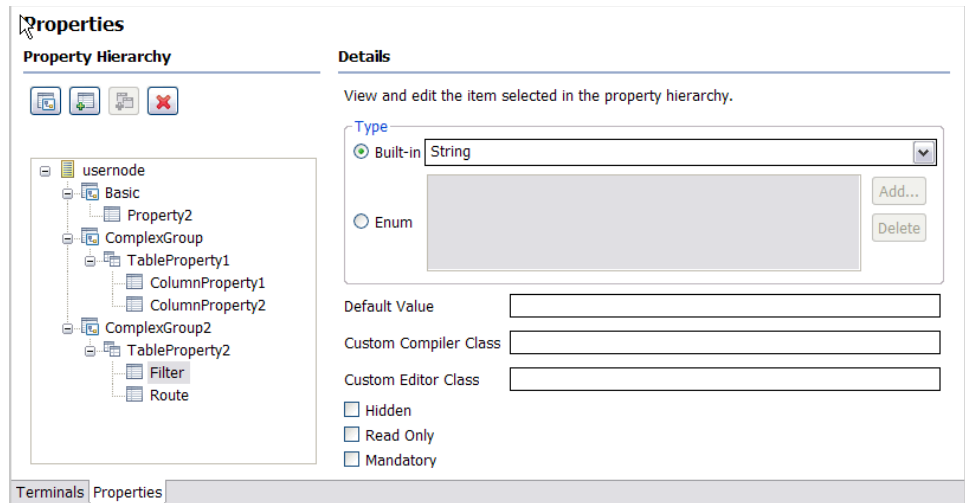 Properties
Property Hierarchy
Details
View and edit the item selected in the property hierarchy.
Type
Built-in String
Enum
Add...
Delete
usernode
Basic
Property2
ComplexGroup
TableProperty1
ColumnProperty1
ColumnProperty2
ComplexGroup2
TableProperty2
Filter
Route
Default Value
Custom Compiler Class
Custom Editor Class
Hidden
Read Only
Mandatory
Terminals Properties